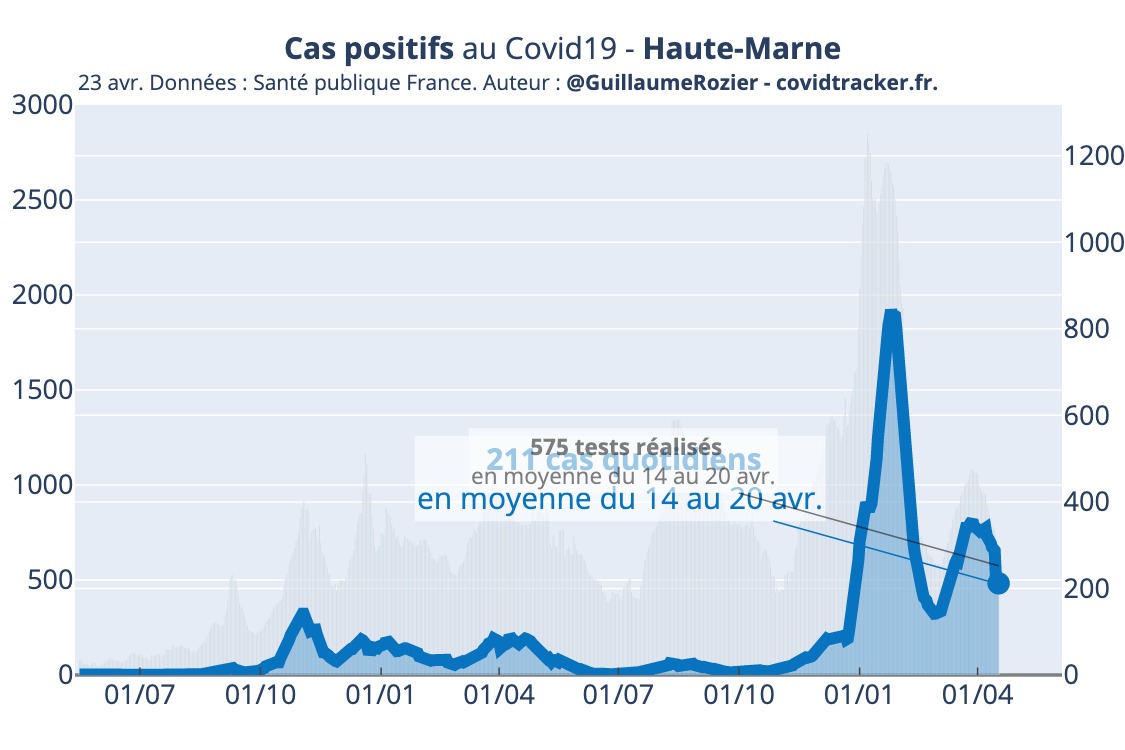 Cas positifs au Covid19 - Haute-Marne
23 avr. Données : Santé publique France. Auteur : @GuillaumeRozier - covidtracker.fr.
3000
2500
2000
1500
1000
500
0
1200
1000
800
600
400
200
0
575 tests réalisés
211 cas quotidiens
en moyenne du 14 au 20 avr.
en moyenne du 14 au 20 avr.
01/07 01/10 01/01 01/04 01/07 01/10 01/01 01/04